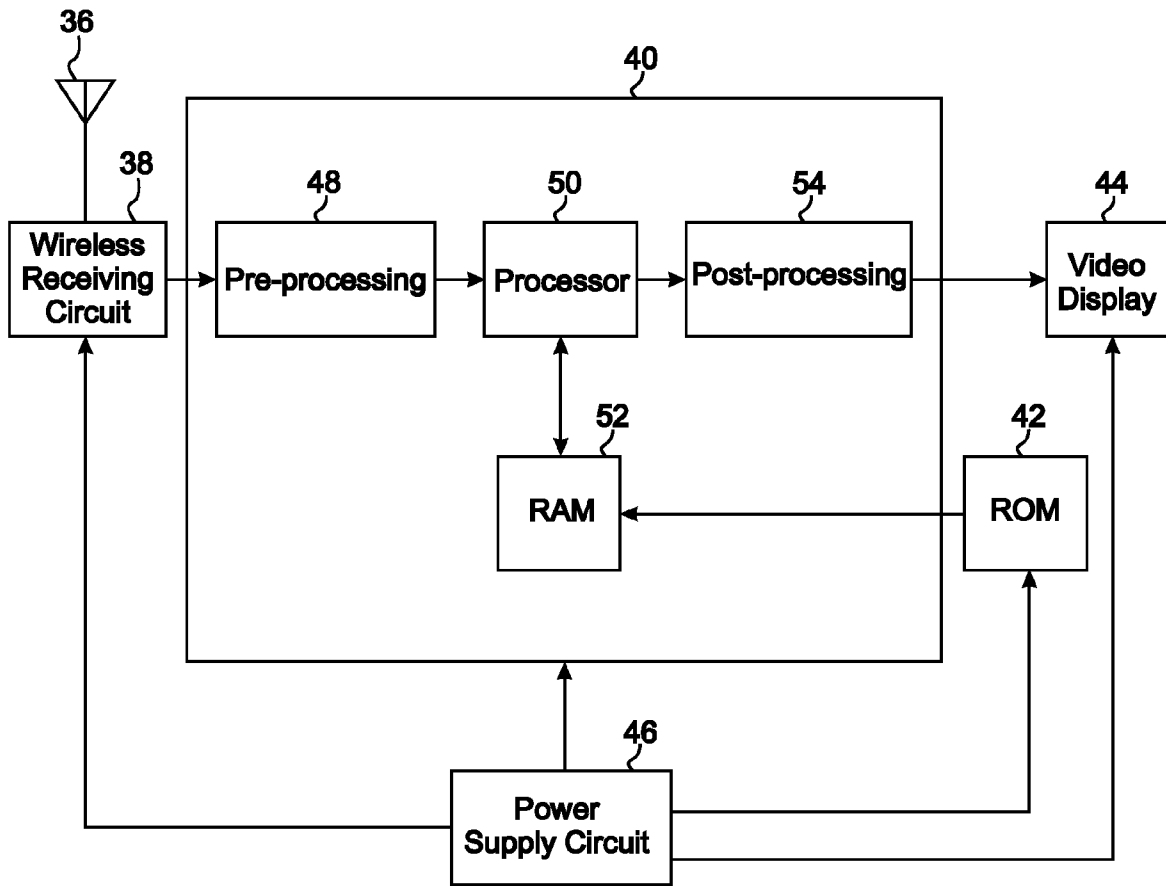 36
40
38
48
50
54
44
Wireless
Receiving
Circuit
Pre-processing
Processor
Post-processing
Video
Display
52
42
RAM
ROM
46
Power
Supply Circuit